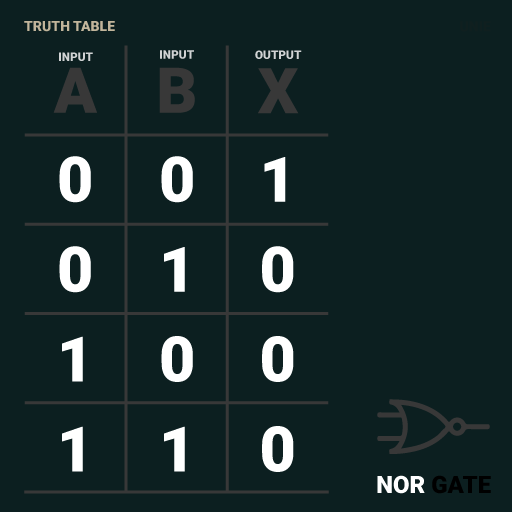 TRUTH TABLE
INPUT INPUT OUTPUT
A B X
0 0 1
0 1 0
1 0 0
1 1 0
NOR GATE